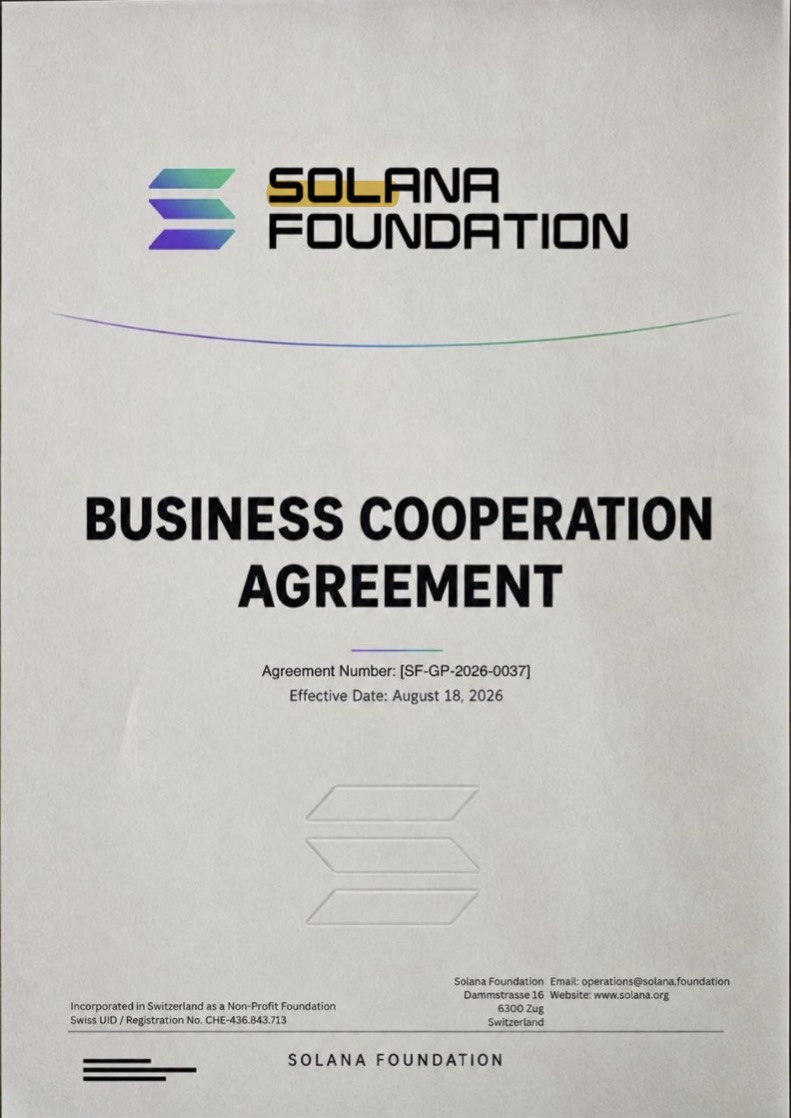 SOLANA
FOUNDATION
BUSINESS COOPERATION
AGREEMENT
Agreement Number: [SF-GP-2026-0037]
Effective Date: August 18, 2026
Incorporated in Switzerland as a Non-Profit Foundation
Swiss UID / Registration No. CHE-436.843.713
Solana Foundation
Dammstrasse 16
6300 Zug
Switzerland
Email: operations@solana.foundation
Website: www.solana.org
SOLANA FOUNDATION